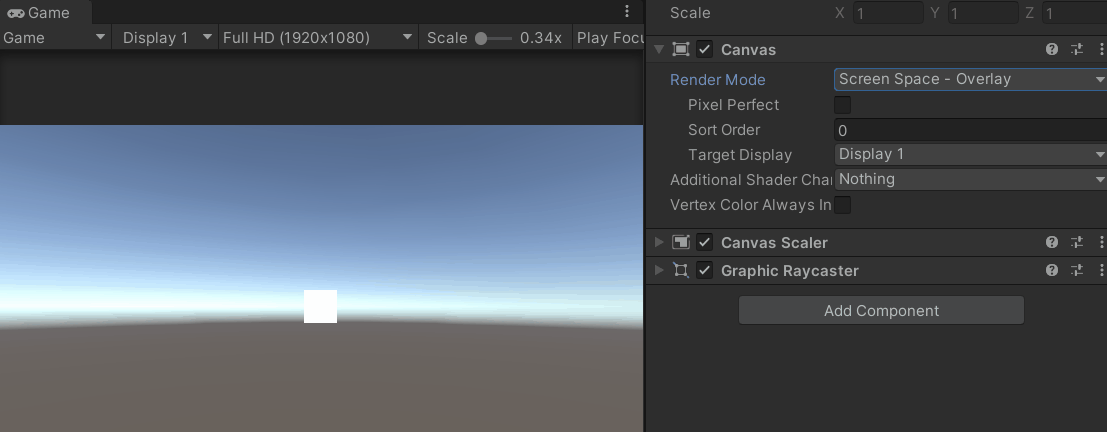 Game
Game Display 1 Full HD (1920x1080) Scale 0.34x Play Focu
Scale X 1 Y 1 Z 1
Canvas
Render Mode Screen Space - Overlay
Pixel Perfect
Sort Order 0
Target Display Display 1
Additional Shader Chan Nothing
Vertex Color Always In
Canvas Scaler
Graphic Raycaster
Add Component